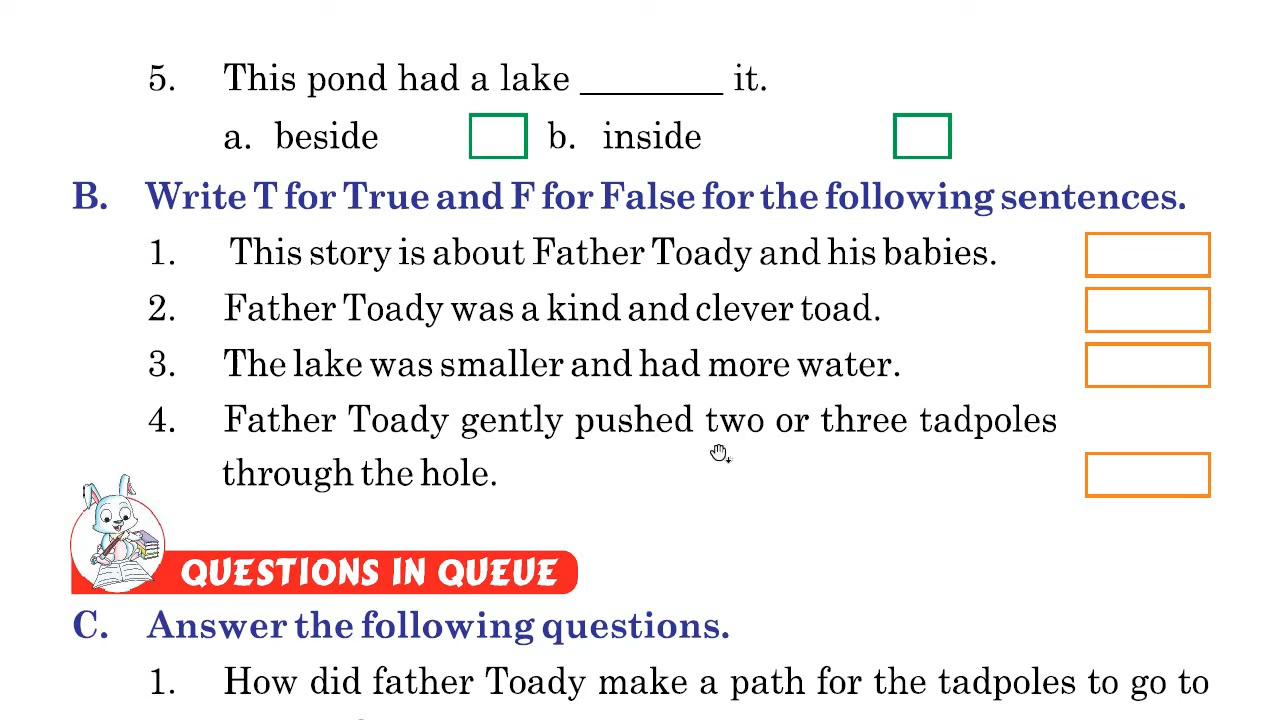 5. This pond had a lake ________ it.
a. beside b. inside
B. Write T for True and F for False for the following sentences.
1. This story is about Father Toady and his babies.
2. Father Toady was a kind and clever toad.
3. The lake was smaller and had more water.
4. Father Toady gently pushed two or three tadpoles
through the hole.
QUESTIONS IN QUEUE
C. Answer the following questions.
1. How did father Toady make a path for the tadpoles to go to